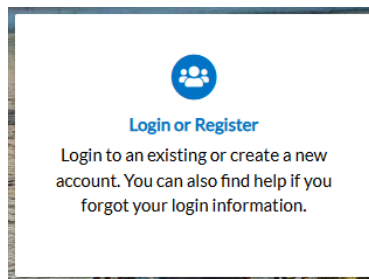 Login or Register
Login to an existing or create a new
account. You can also find help if you
forgot your login information.